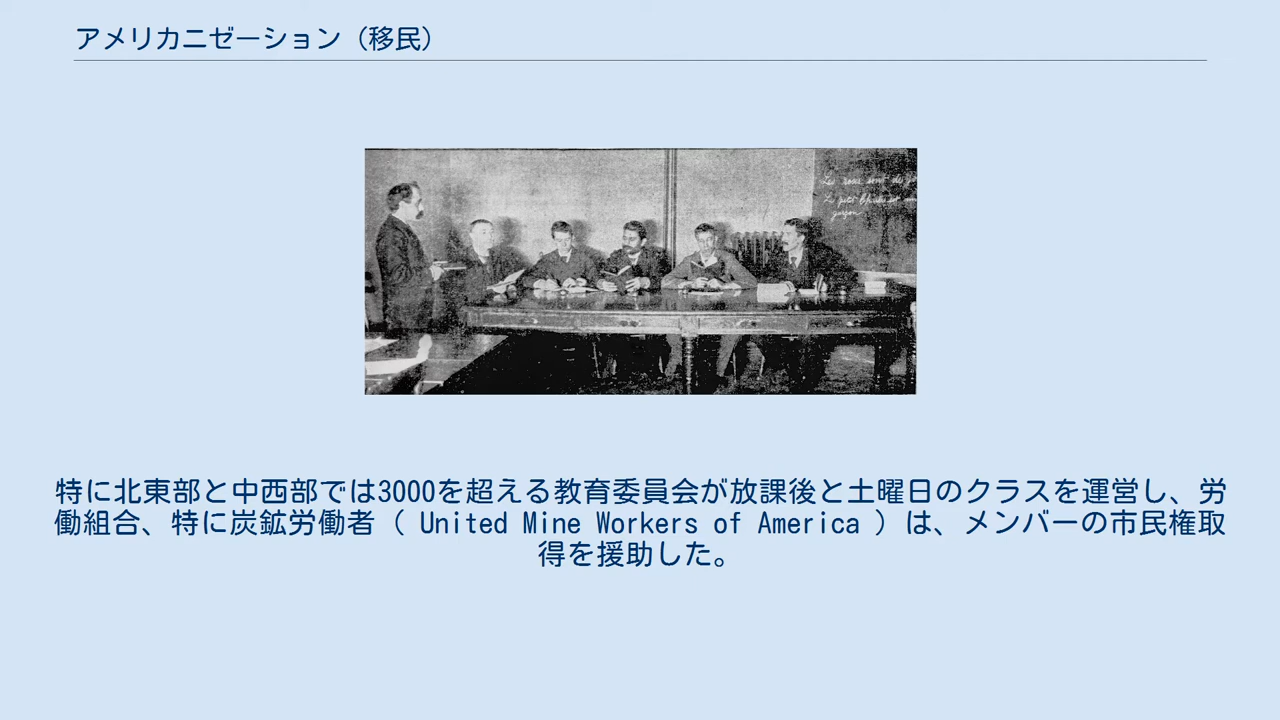 アメリカニゼーション（移民）
Le petit
garçon
特に北東部と中西部では3000を超える教育委員会が放課後と土曜日のクラスを運営し、労
働組合、特に炭鉱労働者（ United Mine Workers of America ）は、メンバーの市民権取
得を援助した。